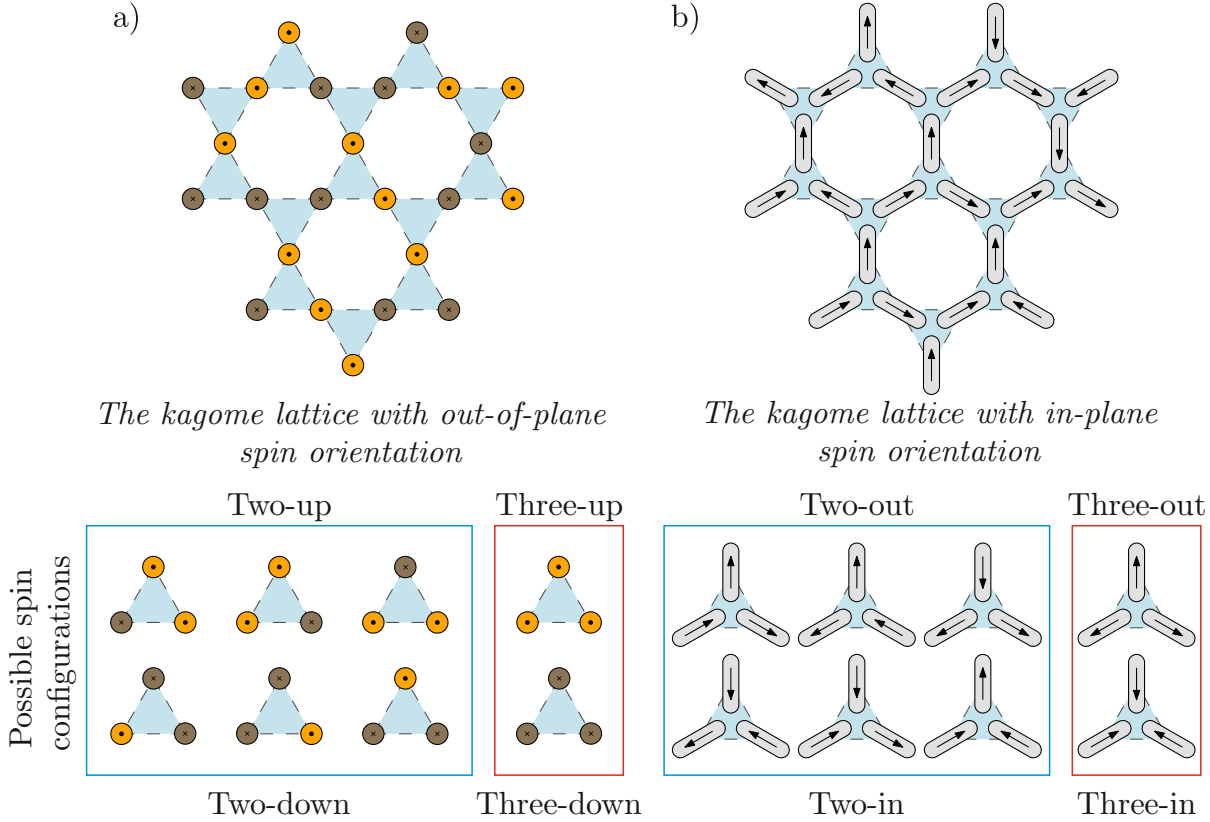 a)
b)
The kagome lattice with out-of-plane
spin orientation
The kagome lattice with in-plane
spin orientation
Two-up
Three-up
Two-out
Three-out
Possible spin
configurations
Two-down
Three-down
Two-in
Three-in